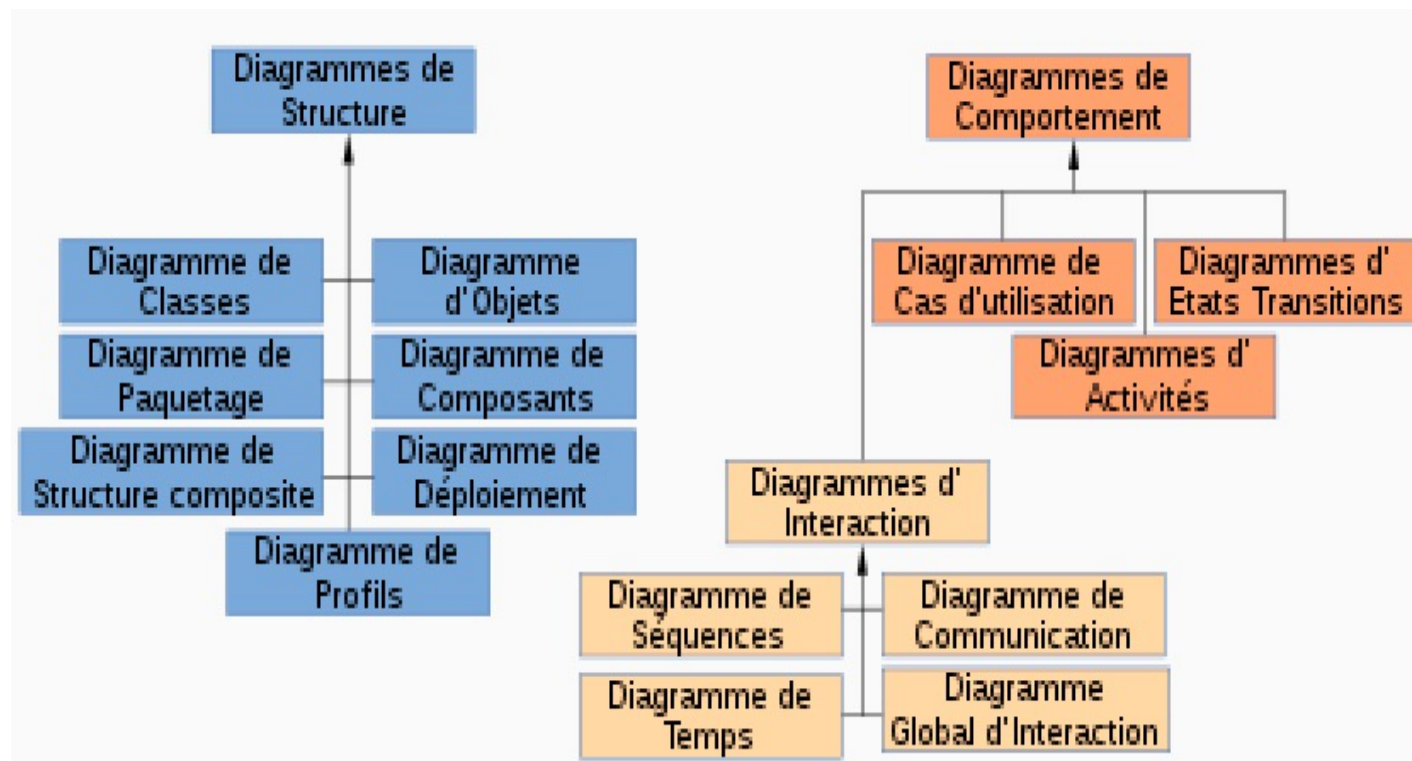 Diagrammes de
Structure
Diagramme de
Classes
Diagramme
d'Objets
Diagramme de
Paquetage
Diagramme de
Composants
Diagramme de
Structure composite
Diagramme de
Déploiement
Diagramme de
Profils
Diagrammes de
Comportement
Diagramme de
Cas d'utilisation
Diagrammes d'
Etats Transitions
Diagrammes d'
Activités
Diagrammes d'
Interaction
Diagramme de
Séquences
Diagramme de
Communication
Diagramme de
Temps
Diagramme
Global d'Interaction